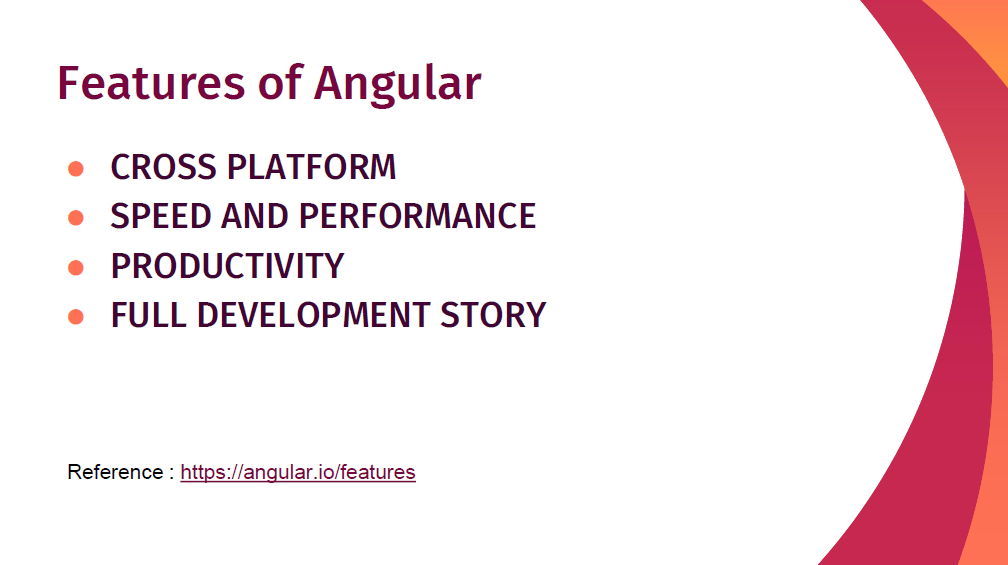 Features of Angular
● CROSS PLATFORM
● SPEED AND PERFORMANCE
● PRODUCTIVITY
● FULL DEVELOPMENT STORY
Reference : https://angular.io/features